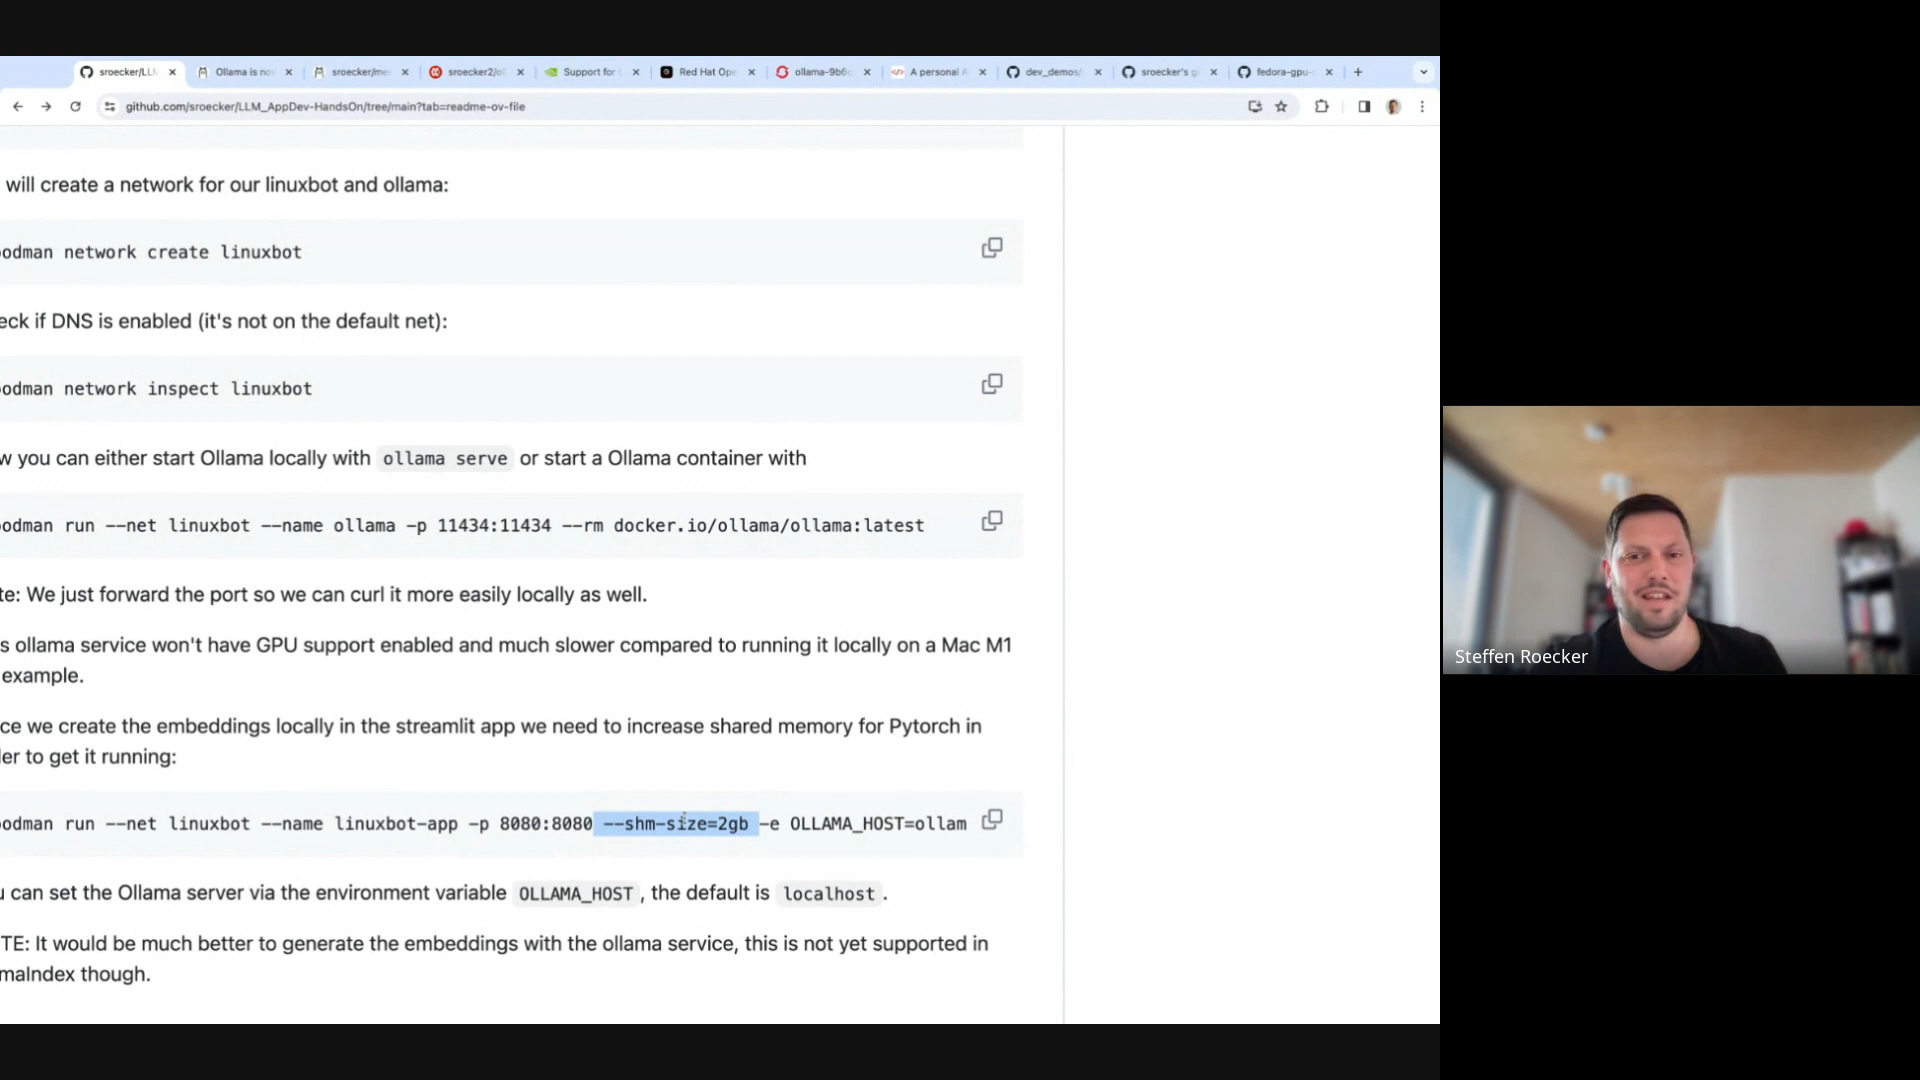 sroecker/LL
Ollama is no
sroecker/me
sroecker2/ol
Support for
Red Hat Ope
ollama-9b6c
A personal
dev_demos/
sroecker's g
fedora-gpu-
github.com/sroecker/LLM_AppDev-HandsOn/tree/main?tab=readme-ov-file
will create a network for our linuxbot and ollama:
odman network create linuxbot
eck if DNS is enabled (it's not on the default net):
odman network inspect linuxbot
w you can either start Ollama locally with ollama serve or start a Ollama container with
odman run --net linuxbot --name ollama -p 11434:11434 --rm docker.io/ollama/ollama:latest
te: We just forward the port so we can curl it more easily locally as well.
s ollama service won't have GPU support enabled and much slower compared to running it locally on a Mac M1
example.
ce we create the embeddings locally in the streamlit app we need to increase shared memory for Pytorch in
er to get it running:
odman run --net linuxbot --name linuxbot-app -p 8080:8080 --shm-size=2gb -e OLLAMA_HOST=ollam
u can set the Ollama server via the environment variable OLLAMA_HOST, the default is localhost.
TE: It would be much better to generate the embeddings with the ollama service, this is not yet supported in
maIndex though.
Steffen Roecker